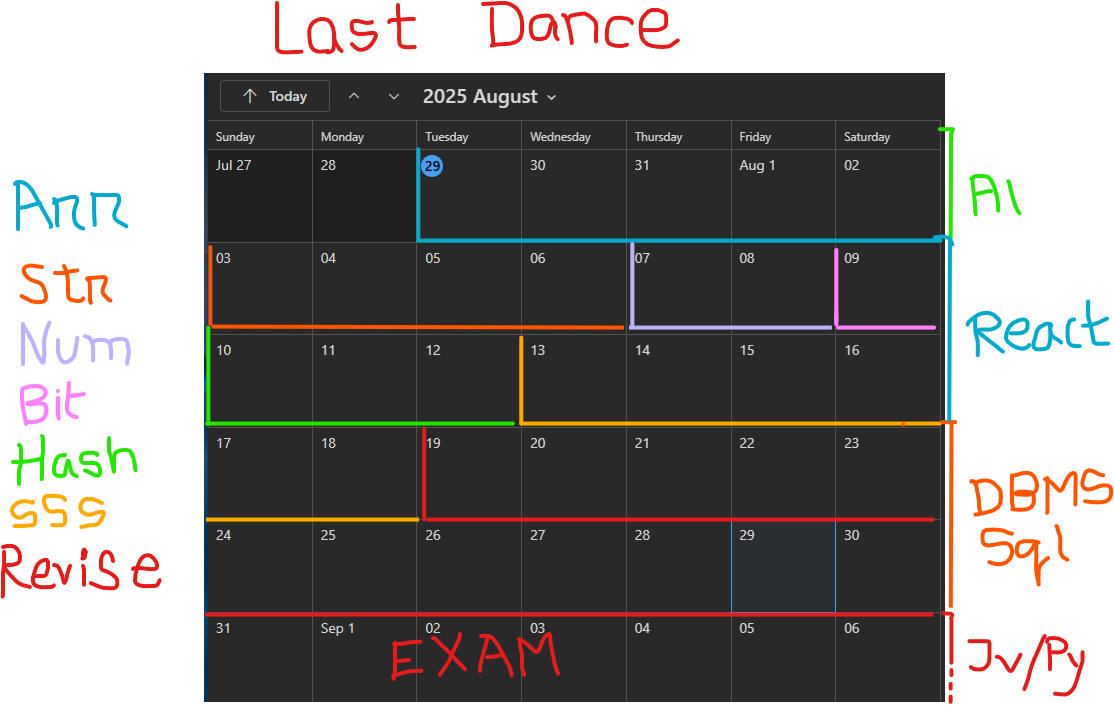 Last Dance
Today 2025 August
Sunday Monday Tuesday Wednesday Thursday Friday Saturday
Jul 27 28 29 30 31 Aug 1 02
AI
Arr
03 04 05 06 07 08 09
Str
React
Num
10 11 12 13 14 15 16
Bit
Hash
17 18 19 20 21 22 23
DBMS
SSS
Sql
24 25 26 27 28 29 30
Revise
31 Sep 1 02 03 04 05 06
EXAM
Jv/Py